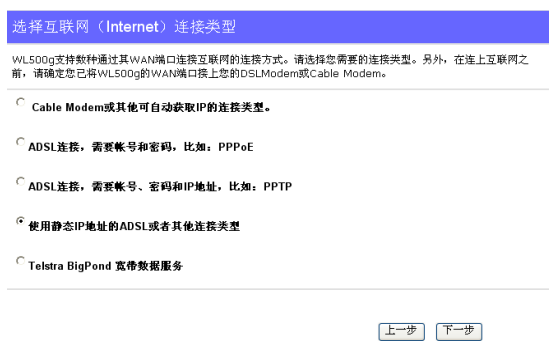 选择互联网（Internet）连接类型
WL500g支持数种通过其WAN端口连接互联网的连接方式。请选择您需要的连接类型。另外，在连上互联网之
前，请确定您已将WL500g的WAN端口接上您的DSLModem或Cable Modem。
Cable Modem或其他可自动获取IP的连接类型。
ADSL连接，需要帐号和密码，比如：PPPoE
ADSL连接，需要帐号、密码和IP地址，比如：PPTP
使用静态IP地址的ADSL或者其他连接类型
Telstra BigPond 宽带数据服务
上一步 下一步